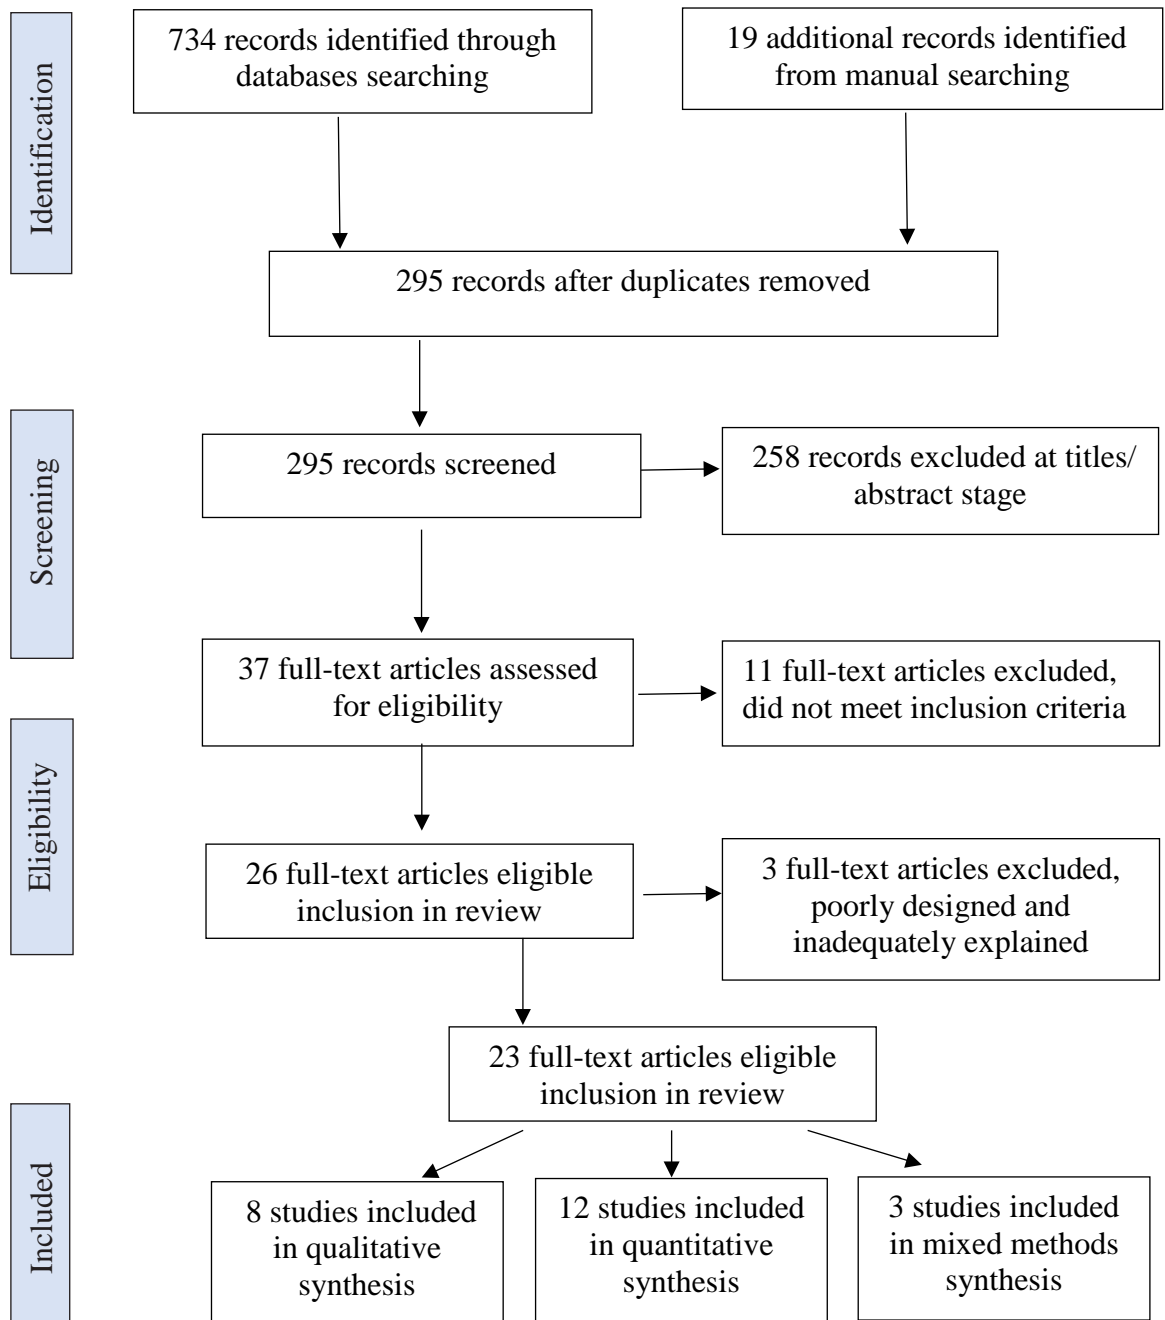 Identification
734 records identified through
databases searching
19 additional records identified
from manual searching
295 records after duplicates removed
Screening
295 records screened
258 records excluded at titles/
abstract stage
37 full-text articles assessed
for eligibility
11 full-text articles excluded,
did not meet inclusion criteria
Eligibility
26 full-text articles eligible
inclusion in review
3 full-text articles excluded,
poorly designed and
inadequately explained
23 full-text articles eligible
inclusion in review
Included
8 studies included
in qualitative
synthesis
12 studies included
in quantitative
synthesis
3 studies included
in mixed methods
synthesis